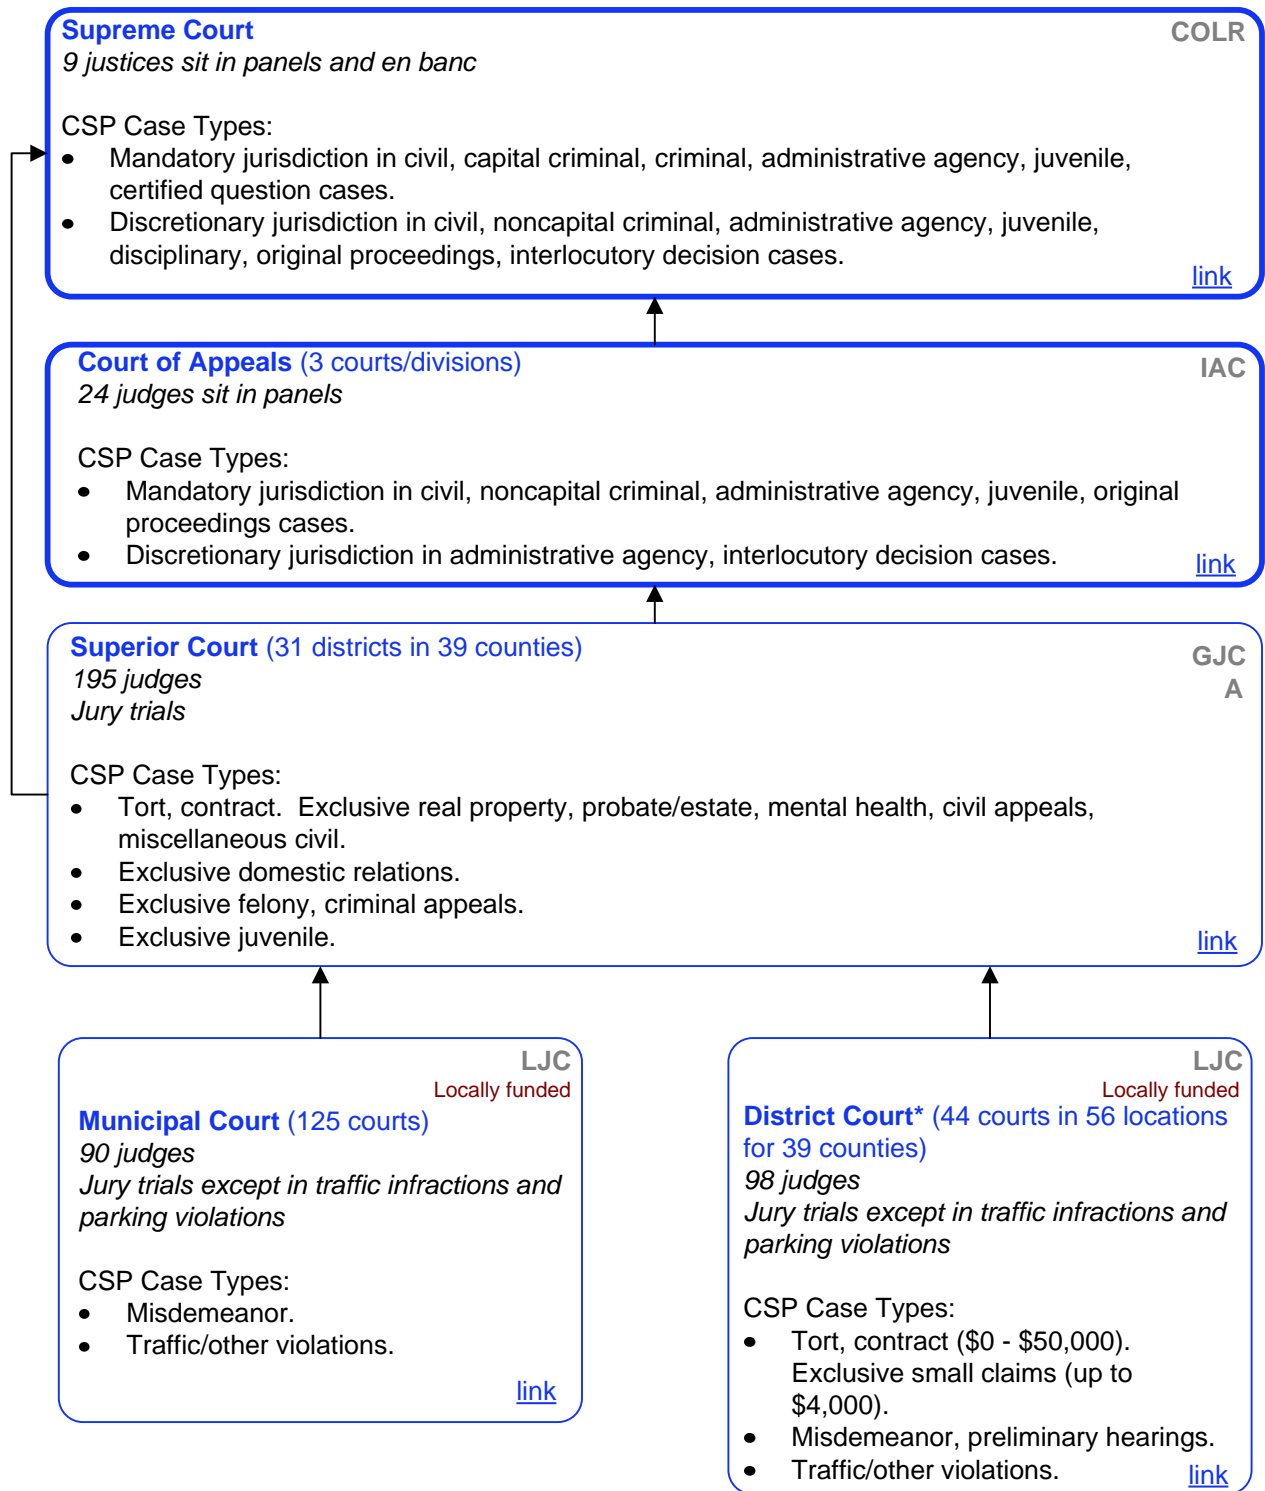 Supreme Court
COLR
9 justices sit in panels and en banc
CSP Case Types:
• Mandatory jurisdiction in civil, capital criminal, criminal, administrative agency, juvenile,
certified question cases.
• Discretionary jurisdiction in civil, noncapital criminal, administrative agency, juvenile,
disciplinary, original proceedings, interlocutory decision cases.
link
Court of Appeals (3 courts/divisions)
IAC
24 judges sit in panels
CSP Case Types:
• Mandatory jurisdiction in civil, noncapital criminal, administrative agency, juvenile, original
proceedings cases.
• Discretionary jurisdiction in administrative agency, interlocutory decision cases.
link
Superior Court (31 districts in 39 counties)
GJC
195 judges
A
Jury trials
CSP Case Types:
• Tort, contract. Exclusive real property, probate/estate, mental health, civil appeals,
miscellaneous civil.
• Exclusive domestic relations.
• Exclusive felony, criminal appeals.
• Exclusive juvenile.
link
LJC
Locally funded
Municipal Court (125 courts)
90 judges
Jury trials except in traffic infractions and
parking violations
CSP Case Types:
• Misdemeanor.
• Traffic/other violations.
link
LJC
Locally funded
District Court* (44 courts in 56 locations
for 39 counties)
98 judges
Jury trials except in traffic infractions and
parking violations
CSP Case Types:
• Tort, contract ($0 - $50,000).
Exclusive small claims (up to
$4,000).
• Misdemeanor, preliminary hearings.
• Traffic/other violations.
link